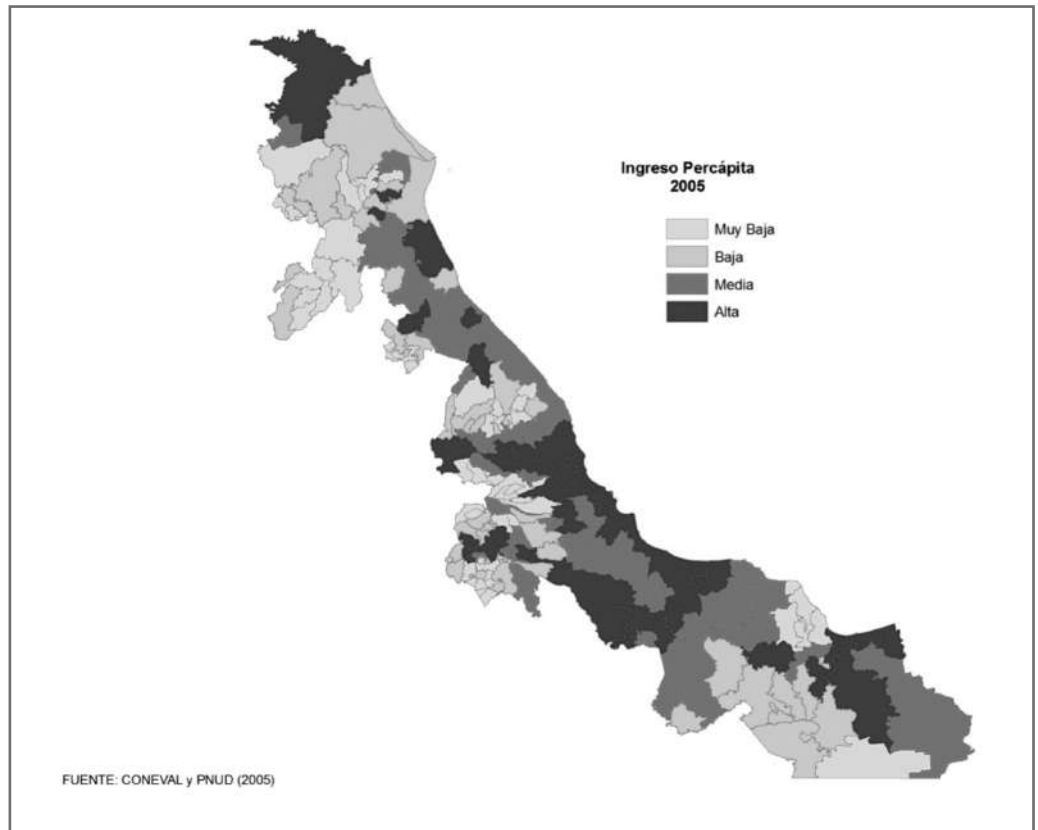 Ingreso Percápita
2005
Muy Baja
Baja
Media
Alta
FUENTE: CONEVAL y PNUD (2005)